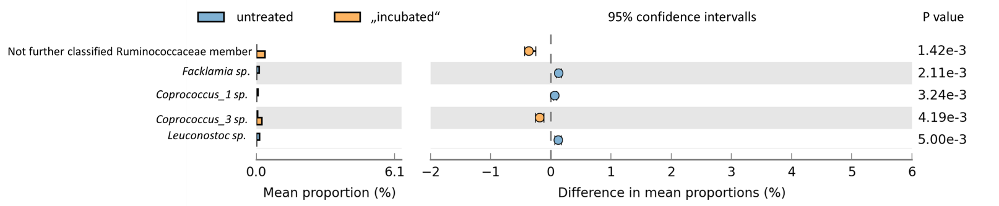 untreated „incubated“ 95% confidence intervalls P value
Not further classified Ruminococcaceae member 1.42e-3
Facklamia sp. 2.11e-3
Coprococcus_1 sp. 3.24e-3
Coprococcus_3 sp. 4.19e-3
Leuconostoc sp. 5.00e-3
0.0 6.1 −2 −1 0 1 2 3 4 5 6
Mean proportion (%) Difference in mean proportions (%)